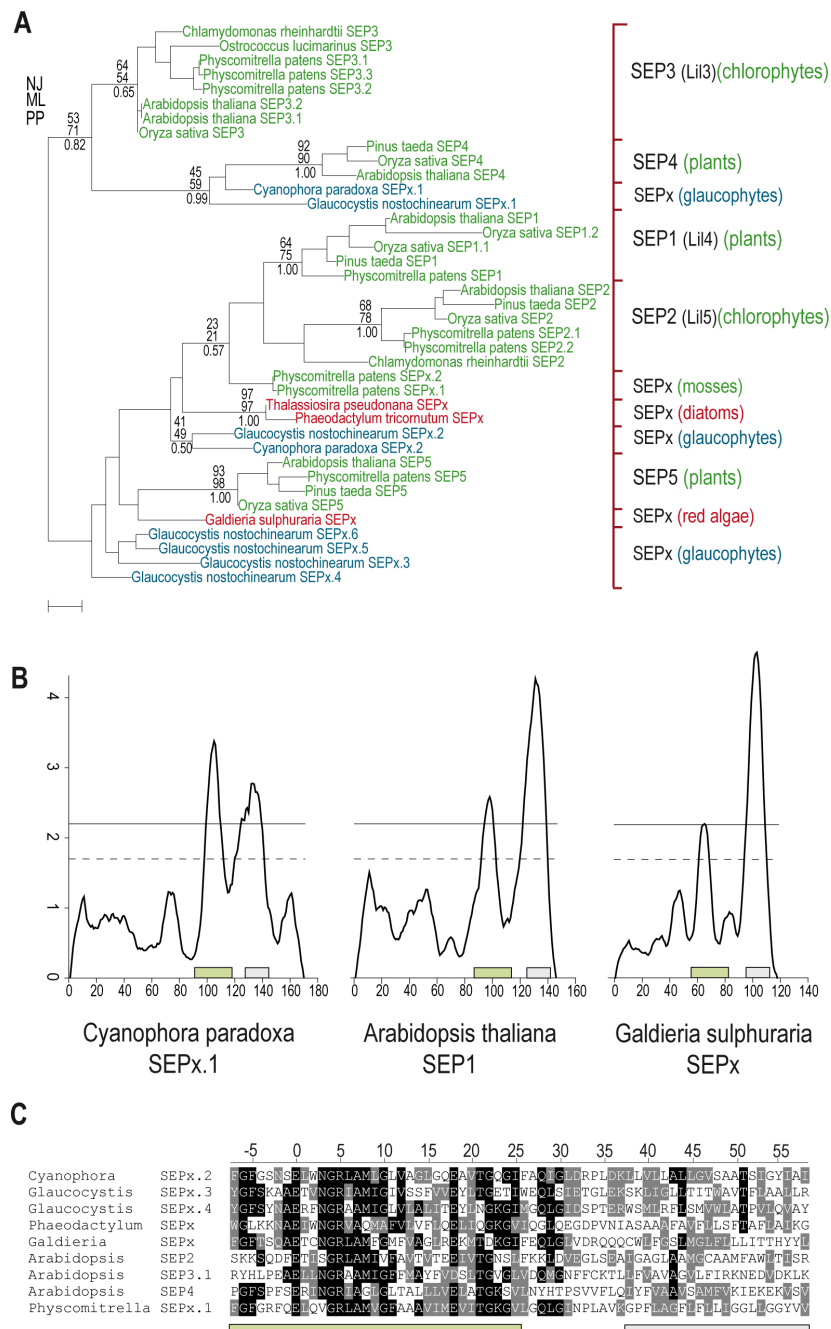 A
Chlamydomonas rheinhardtii SEP3
Ostrococcus lucimarinus SEP3
Physcomitrella patens SEP3.1
Physcomitrella patens SEP3.3
Physcomitrella patens SEP3.2
Arabidopsis thaliana SEP3.2
Arabidopsis thaliana SEP3.1
Oryza sativa SEP3
64
54
0.65
NJ
ML
PP
53
71
0.82
SEP3 (Lil3)(chlorophytes)
Pinus taeda SEP4
Oryza sativa SEP4
Arabidopsis thaliana SEP4
92
90
1.00
SEP4 (plants)
45
59
0.99
Cyanophora paradoxa SEPx.1
Glaucocystis nostochinearum SEPx.1
SEPx (glaucophytes)
Arabidopsis thaliana SEP1
Oryza sativa SEP1.2
Oryza sativa SEP1.1
Pinus taeda SEP1
Physcomitrella patens SEP1
64
75
1.00
SEP1 (Lil4) (plants)
Arabidopsis thaliana SEP2
Pinus taeda SEP2
Oryza sativa SEP2
Physcomitrella patens SEP2.1
Physcomitrella patens SEP2.2
Chlamydomonas rheinhardtii SEP2
68
78
1.00
SEP2 (Lil5)(chlorophytes)
23
21
0.57
Physcomitrella patens SEPx.2
Physcomitrella patens SEPx.1
SEPx (mosses)
97
97
1.00
Thalassiosira pseudonana SEPx
Phaeodactylum tricornutum SEPx
SEPx (diatoms)
41
49
0.50
Glaucocystis nostochinearum SEPx.2
Cyanophora paradoxa SEPx.2
SEPx (glaucophytes)
93
98
1.00
Arabidopsis thaliana SEP5
Physcomitrella patens SEP5
Pinus taeda SEP5
Oryza sativa SEP5
SEP5 (plants)
Galdieria sulphuraria SEPx
SEPx (red algae)
Glaucocystis nostochinearum SEPx.6
Glaucocystis nostochinearum SEPx.5
Glaucocystis nostochinearum SEPx.3
Glaucocystis nostochinearum SEPx.4
SEPx (glaucophytes)
B
4
3
2
1
0
0 20 40 60 80 100 120 140 160 180
0 20 40 60 80 100 120 140 160
0 20 40 60 80 100 120 140
Cyanophora paradoxa
SEPx.1
Arabidopsis thaliana
SEP1
Galdieria sulphuraria
SEPx
C
-5 0 5 10 15 20 25 30 35 40 45 50 55
Cyanophora SEPx.2
Glaucocystis SEPx.3
Glaucocystis SEPx.4
Phaeodactylum SEPx
Galdieria SEPx
Arabidopsis SEP2
Arabidopsis SEP3.1
Arabidopsis SEP4
Physcomitrella SEPx.1